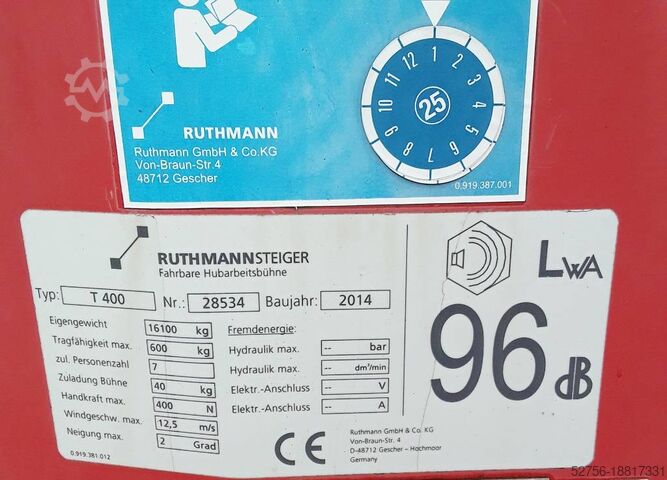 12 1
11 2
10 25 5
9 8 7 6
RUTHMANN
Ruthmann GmbH & Co.KG
Von-Braun-Str.4
48712 Gescher
0.919.387.001
RUTHMANNSTEIGER
Fahrbare Hubarbeitsbühne
Typ: T 400 Nr.: 28534 Baujahr: 2014
Eigengewicht 16100 kg
Tragfähigkeit max. 600 kg
zul. Personenzahl 7
Zuladung Bühne 40 kg
Handkraft max. 400 N
Windgeschw. max. 12,5 m/s
Neigung max. 2 Grad
0.919.381.012
Fremdenergie:
Hydraulik max. -- bar
Hydraulik max. -- dm³/min
Elektr.-Anschluss -- V
Elektr.-Anschluss -- A
CE
Ruthmann GmbH & Co. KG
Von-Braun-Str. 4
D-48712 Gescher - Hochmoor
Germany
LWA
96 dB
52756-18817331